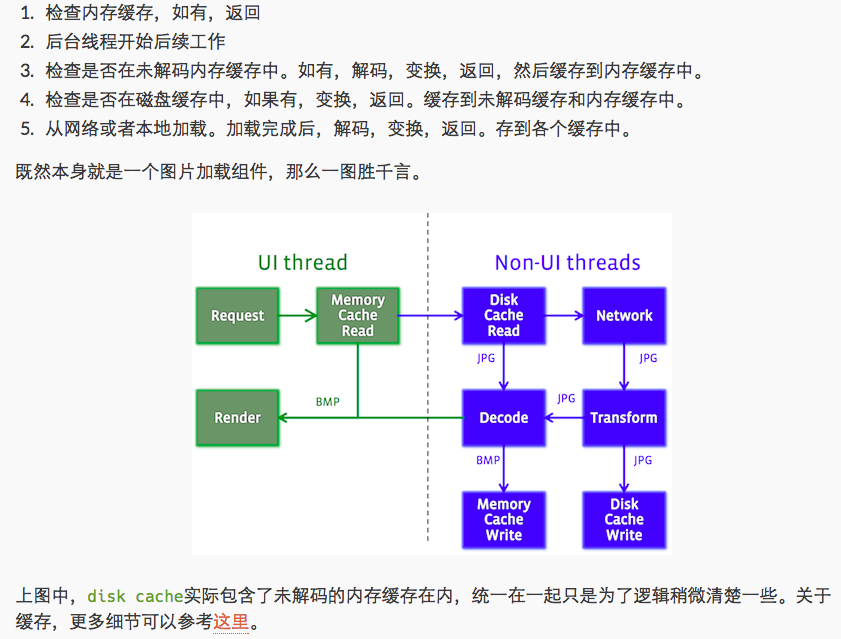 1. 检查内存缓存，如有，返回
2. 后台线程开始后续工作
3. 检查是否在未解码内存缓存中。如有，解码，变换，返回，然后缓存到内存缓存中。
4. 检查是否在磁盘缓存中，如果有，变换，返回。缓存到未解码缓存和内存缓存中。
5. 从网络或者本地加载。加载完成后，解码，变换，返回。存到各个缓存中。
既然本身就是一个图片加载组件，那么一图胜千言。
UI thread
Non-UI threads
Request
Memory
Cache
Read
Disk
Cache
Read
Network
JPG
JPG
Render
BMP
Decode
JPG
Transform
BMP
JPG
Memory
Cache
Write
Disk
Cache
Write
上图中，disk cache实际包含了未解码的内存缓存在内，统一在一起只是为了逻辑稍微清楚一些。关于
缓存，更多细节可以参考这里。